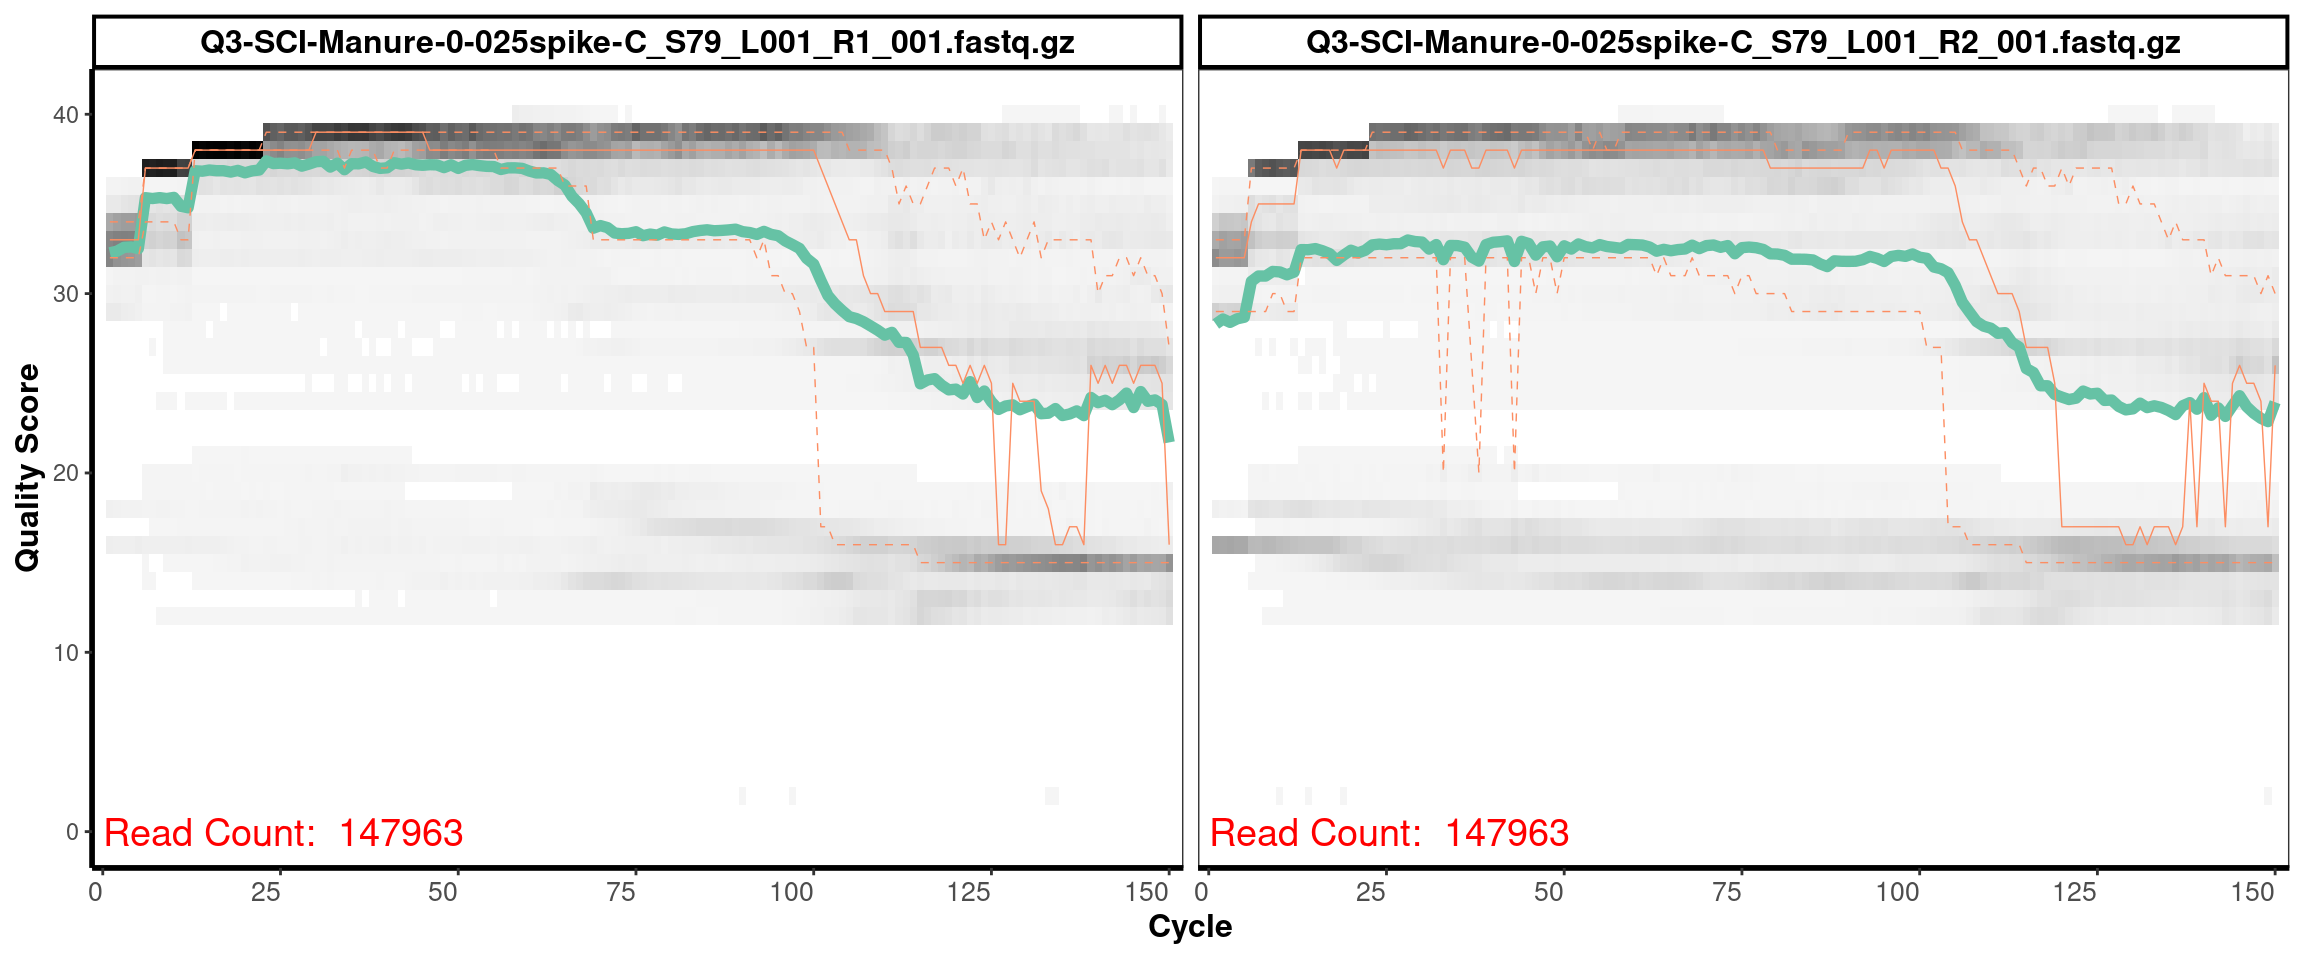 Q3-SCI-Manure-0-025spike-C_S79_L001_R1_001.fastq.gz
Q3-SCI-Manure-0-025spike-C_S79_L001_R2_001.fastq.gz
Quality Score
40
30
20
10
0
Read Count: 147963
Read Count: 147963
0 25 50 75 100 125 150
0 25 50 75 100 125 150
Cycle